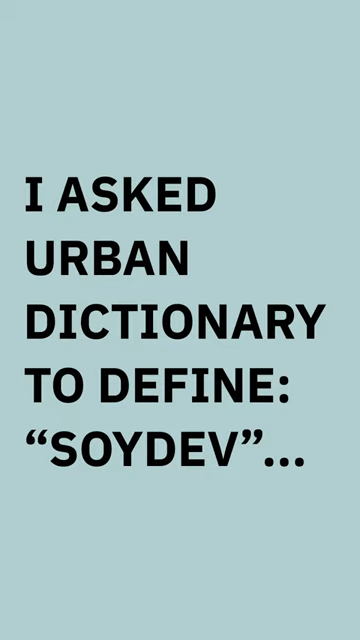 I ASKED
URBAN
DICTIONARY
TO DEFINE:
“SOYDEV”...